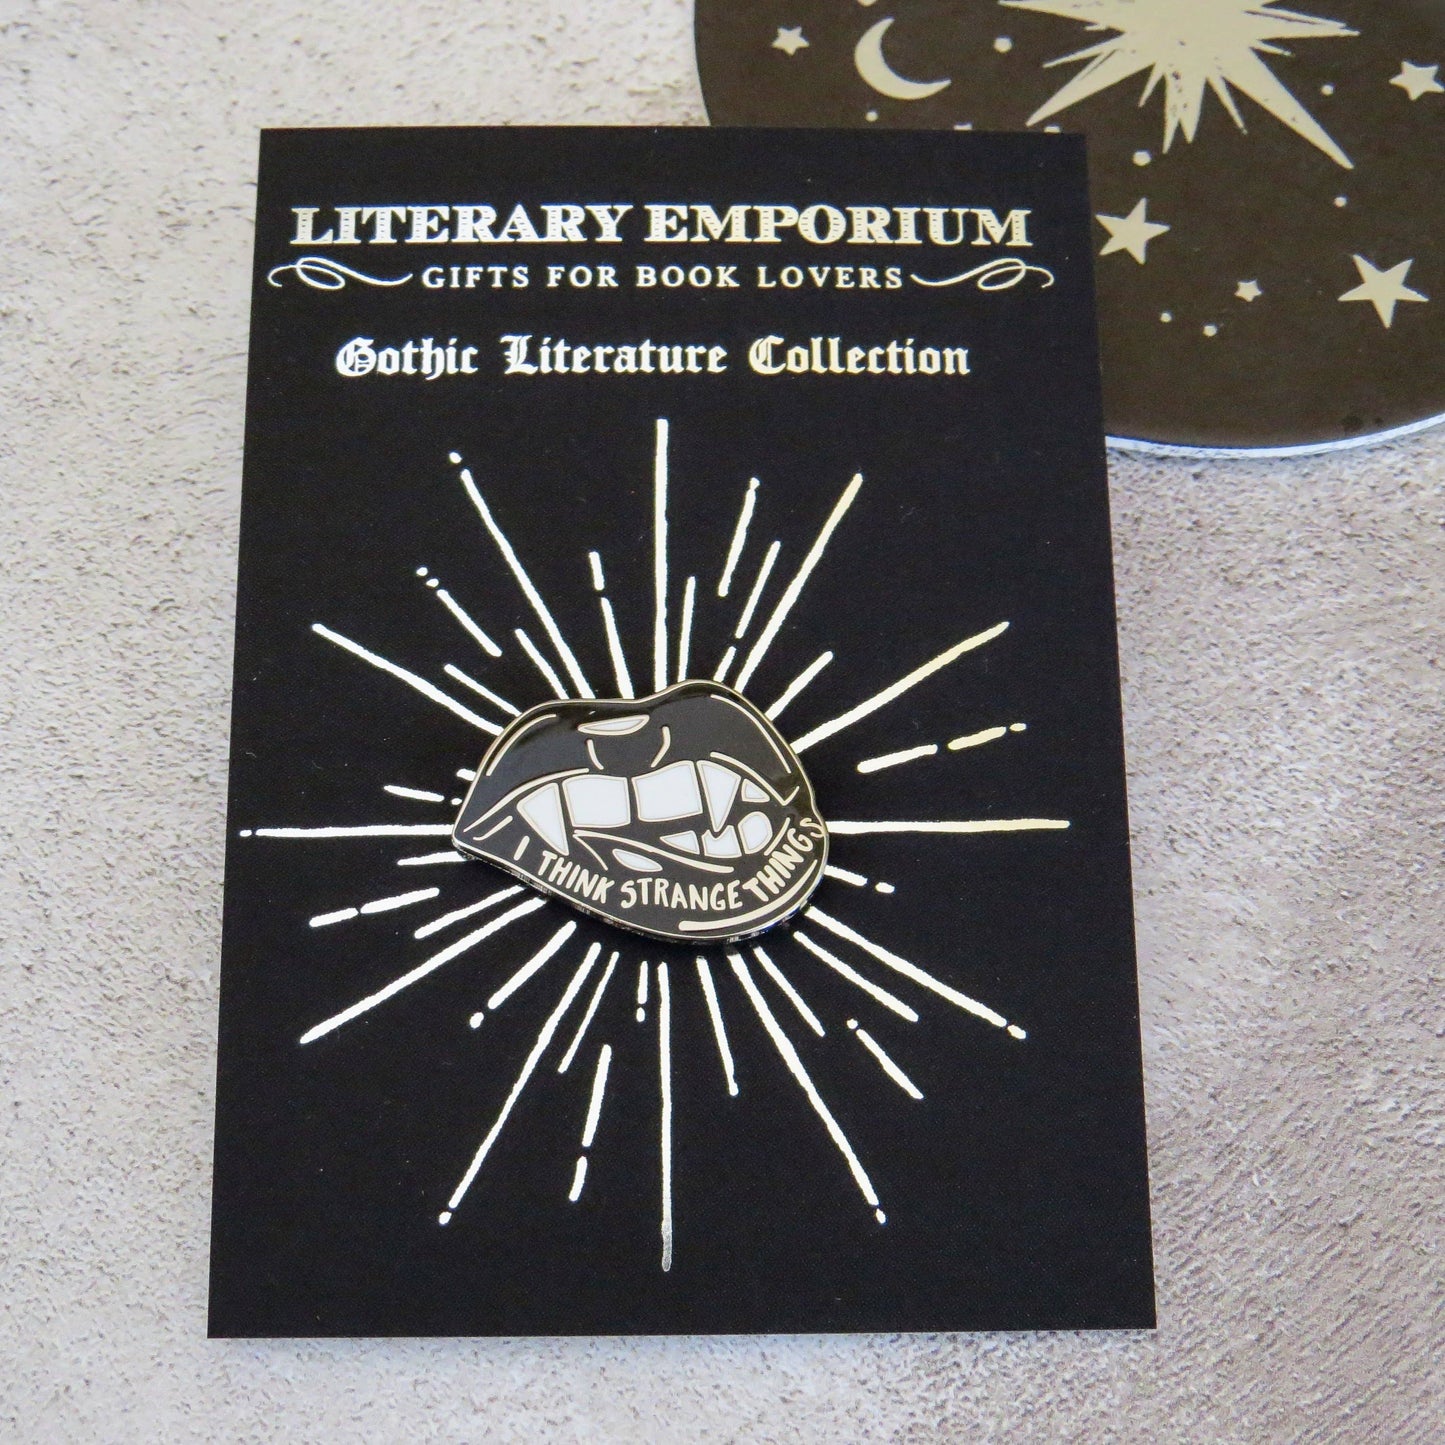 LITERARY EMPORIUM
GIFTS FOR BOOK LOVERS
Gothic Literature Collection
I THINK STRANGE THINGS